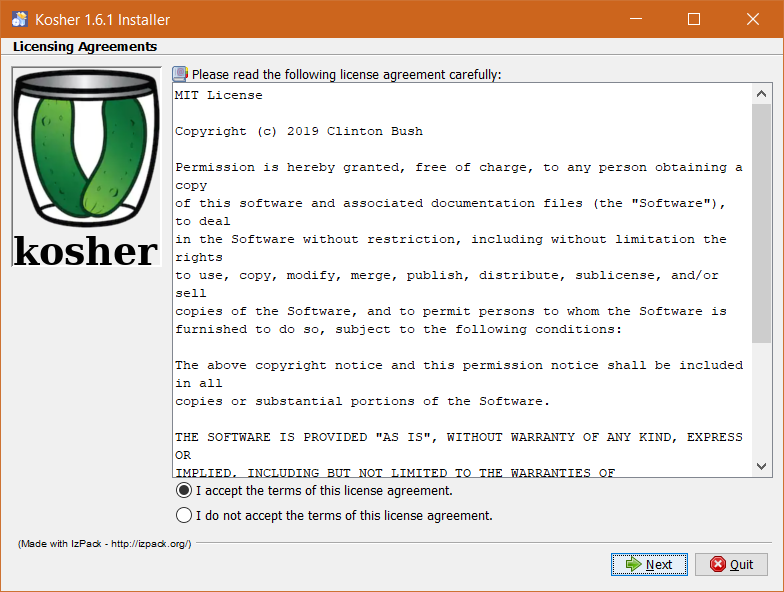 Kosher 1.6.1 Installer
Licensing Agreements
kosher
Please read the following license agreement carefully:
MIT License
Copyright (c) 2019 Clinton Bush
Permission is hereby granted, free of charge, to any person obtaining a
copy
of this software and associated documentation files (the "Software"),
to deal
in the Software without restriction, including without limitation the
rights
to use, copy, modify, merge, publish, distribute, sublicense, and/or
sell
copies of the Software, and to permit persons to whom the Software is
furnished to do so, subject to the following conditions:
The above copyright notice and this permission notice shall be included
in all
copies or substantial portions of the Software.
THE SOFTWARE IS PROVIDED "AS IS", WITHOUT WARRANTY OF ANY KIND, EXPRESS
OR
IMPLIED, INCLUDING BUT NOT LIMITED TO THE WARRANTIES OF
I accept the terms of this license agreement.
I do not accept the terms of this license agreement.
(Made with IzPack - http://izpack.org/)
Next
Quit